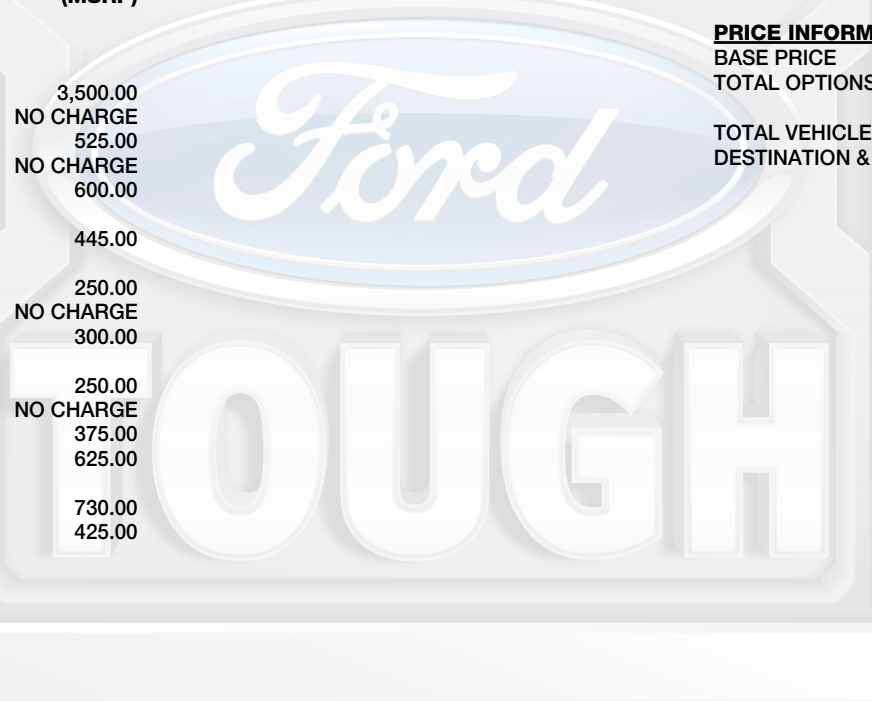 (MSRP)
3,500.00
NO CHARGE
525.00
NO CHARGE
600.00
445.00
250.00
NO CHARGE
300.00
250.00
NO CHARGE
375.00
625.00
730.00
425.00
PRICE INFORM
BASE PRICE
TOTAL OPTIONS
TOTAL VEHICLE
DESTINATION &
Ford
TOUGH